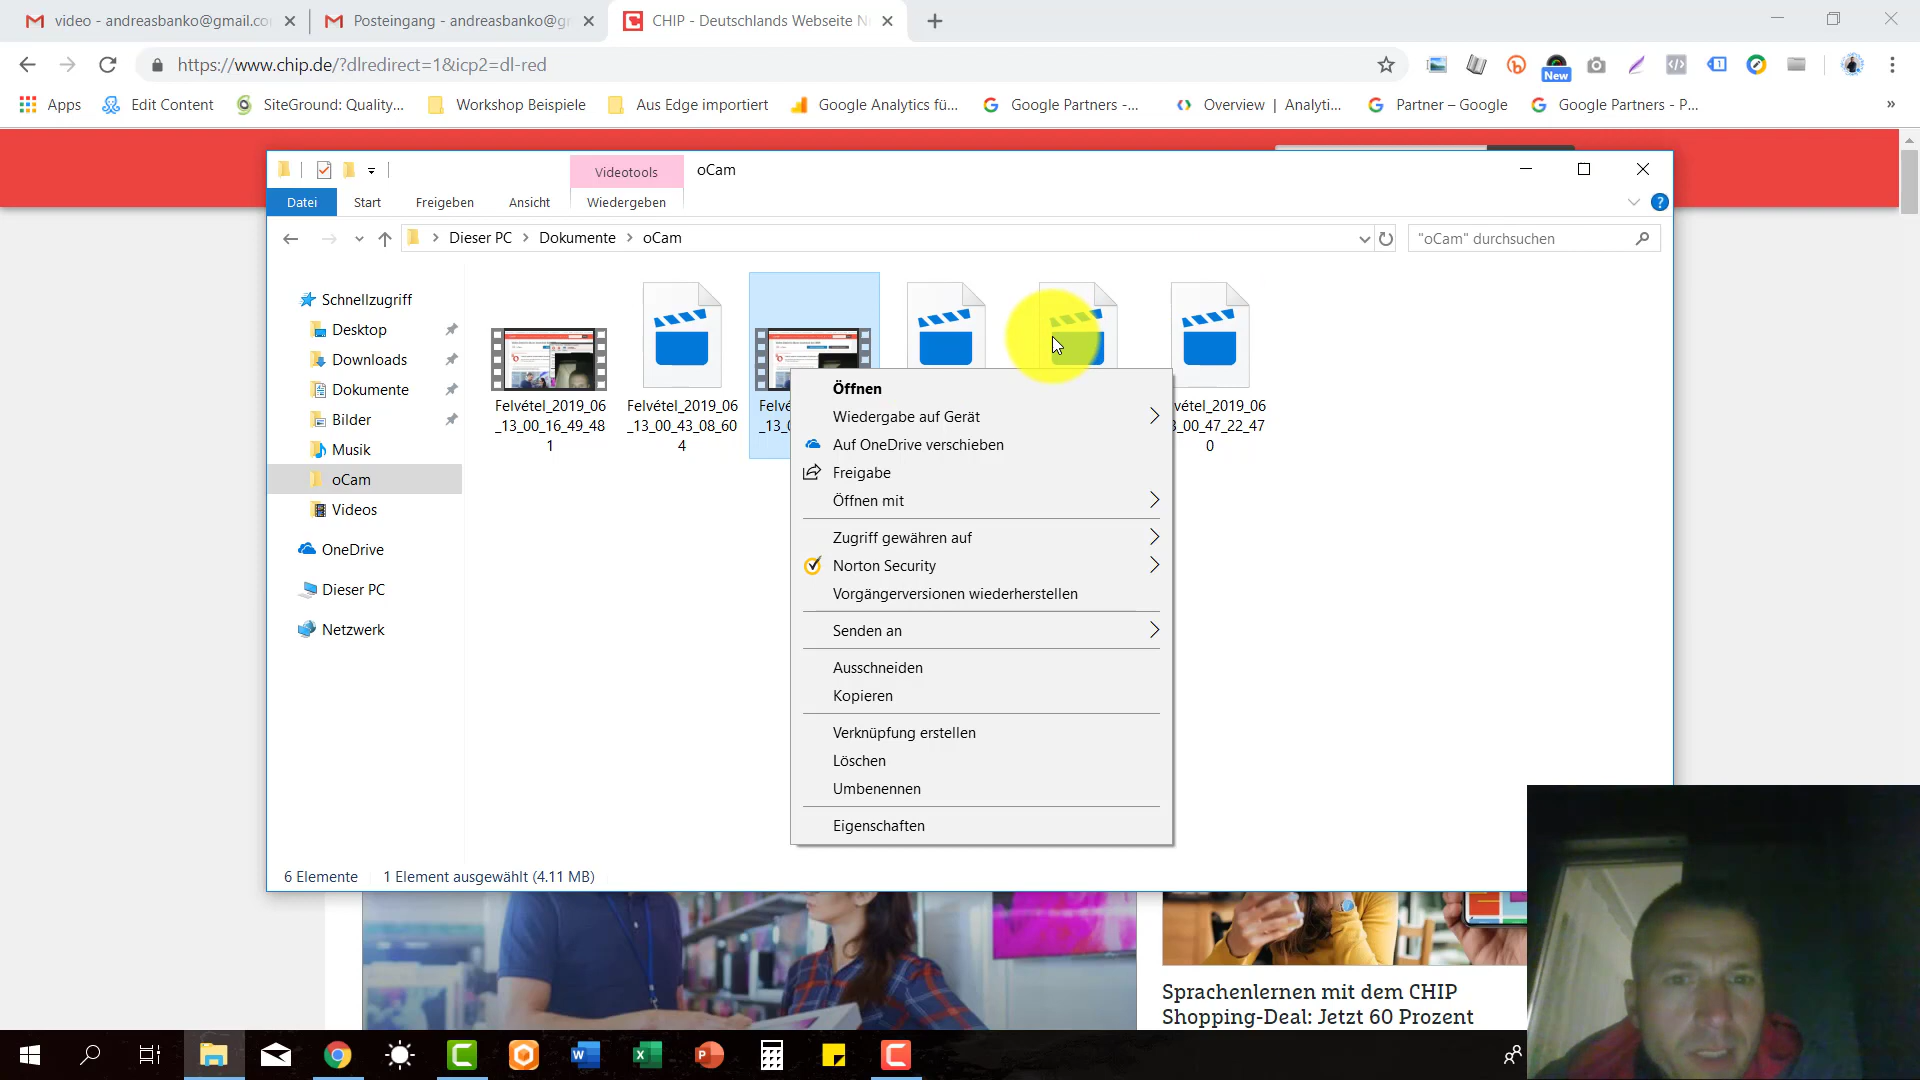 video - andreasbanko@gmail.co
Posteingang - andreasbanko@g
CHIP - Deutschlands Webseite N
https://www.chip.de/?dlredirect=1&icp2=dl-red
New
Apps
Edit Content
SiteGround: Quality,...
Workshop Beispiele
Aus Edge importiert
Google Analytics fü...
Google Partners -...
Overview | Analyti...
Partner – Google
Google Partners - P...
»
Videotools
oCam
Datei
Start
Freigeben
Ansicht
Wiedergeben
Dieser PC
Dokumente
oCam
"oCam" durchsuchen
Schnellzugriff
Desktop
Downloads
Dokumente
Bilder
Musik
oCam
Videos
OneDrive
Dieser PC
Netzwerk
Felvétel_2019_06
_13_00_16_49_48
1
Felvétel_2019_06
_13_00_43_08_60
4
Felvé
_13_0
vétel_2019_06
3_00_47_22_47
0
Öffnen
Wiedergabe auf Gerät
Auf OneDrive verschieben
Freigabe
Öffnen mit
Zugriff gewähren auf
Norton Security
Vorgängerversionen wiederherstellen
Senden an
Ausschneiden
Kopieren
Verknüpfung erstellen
Löschen
Umbenennen
Eigenschaften
6 Elemente
1 Element ausgewählt (4.11 MB)
Sprachenlernen mit dem CHIP
Shopping-Deal: Jetzt 60 Prozent